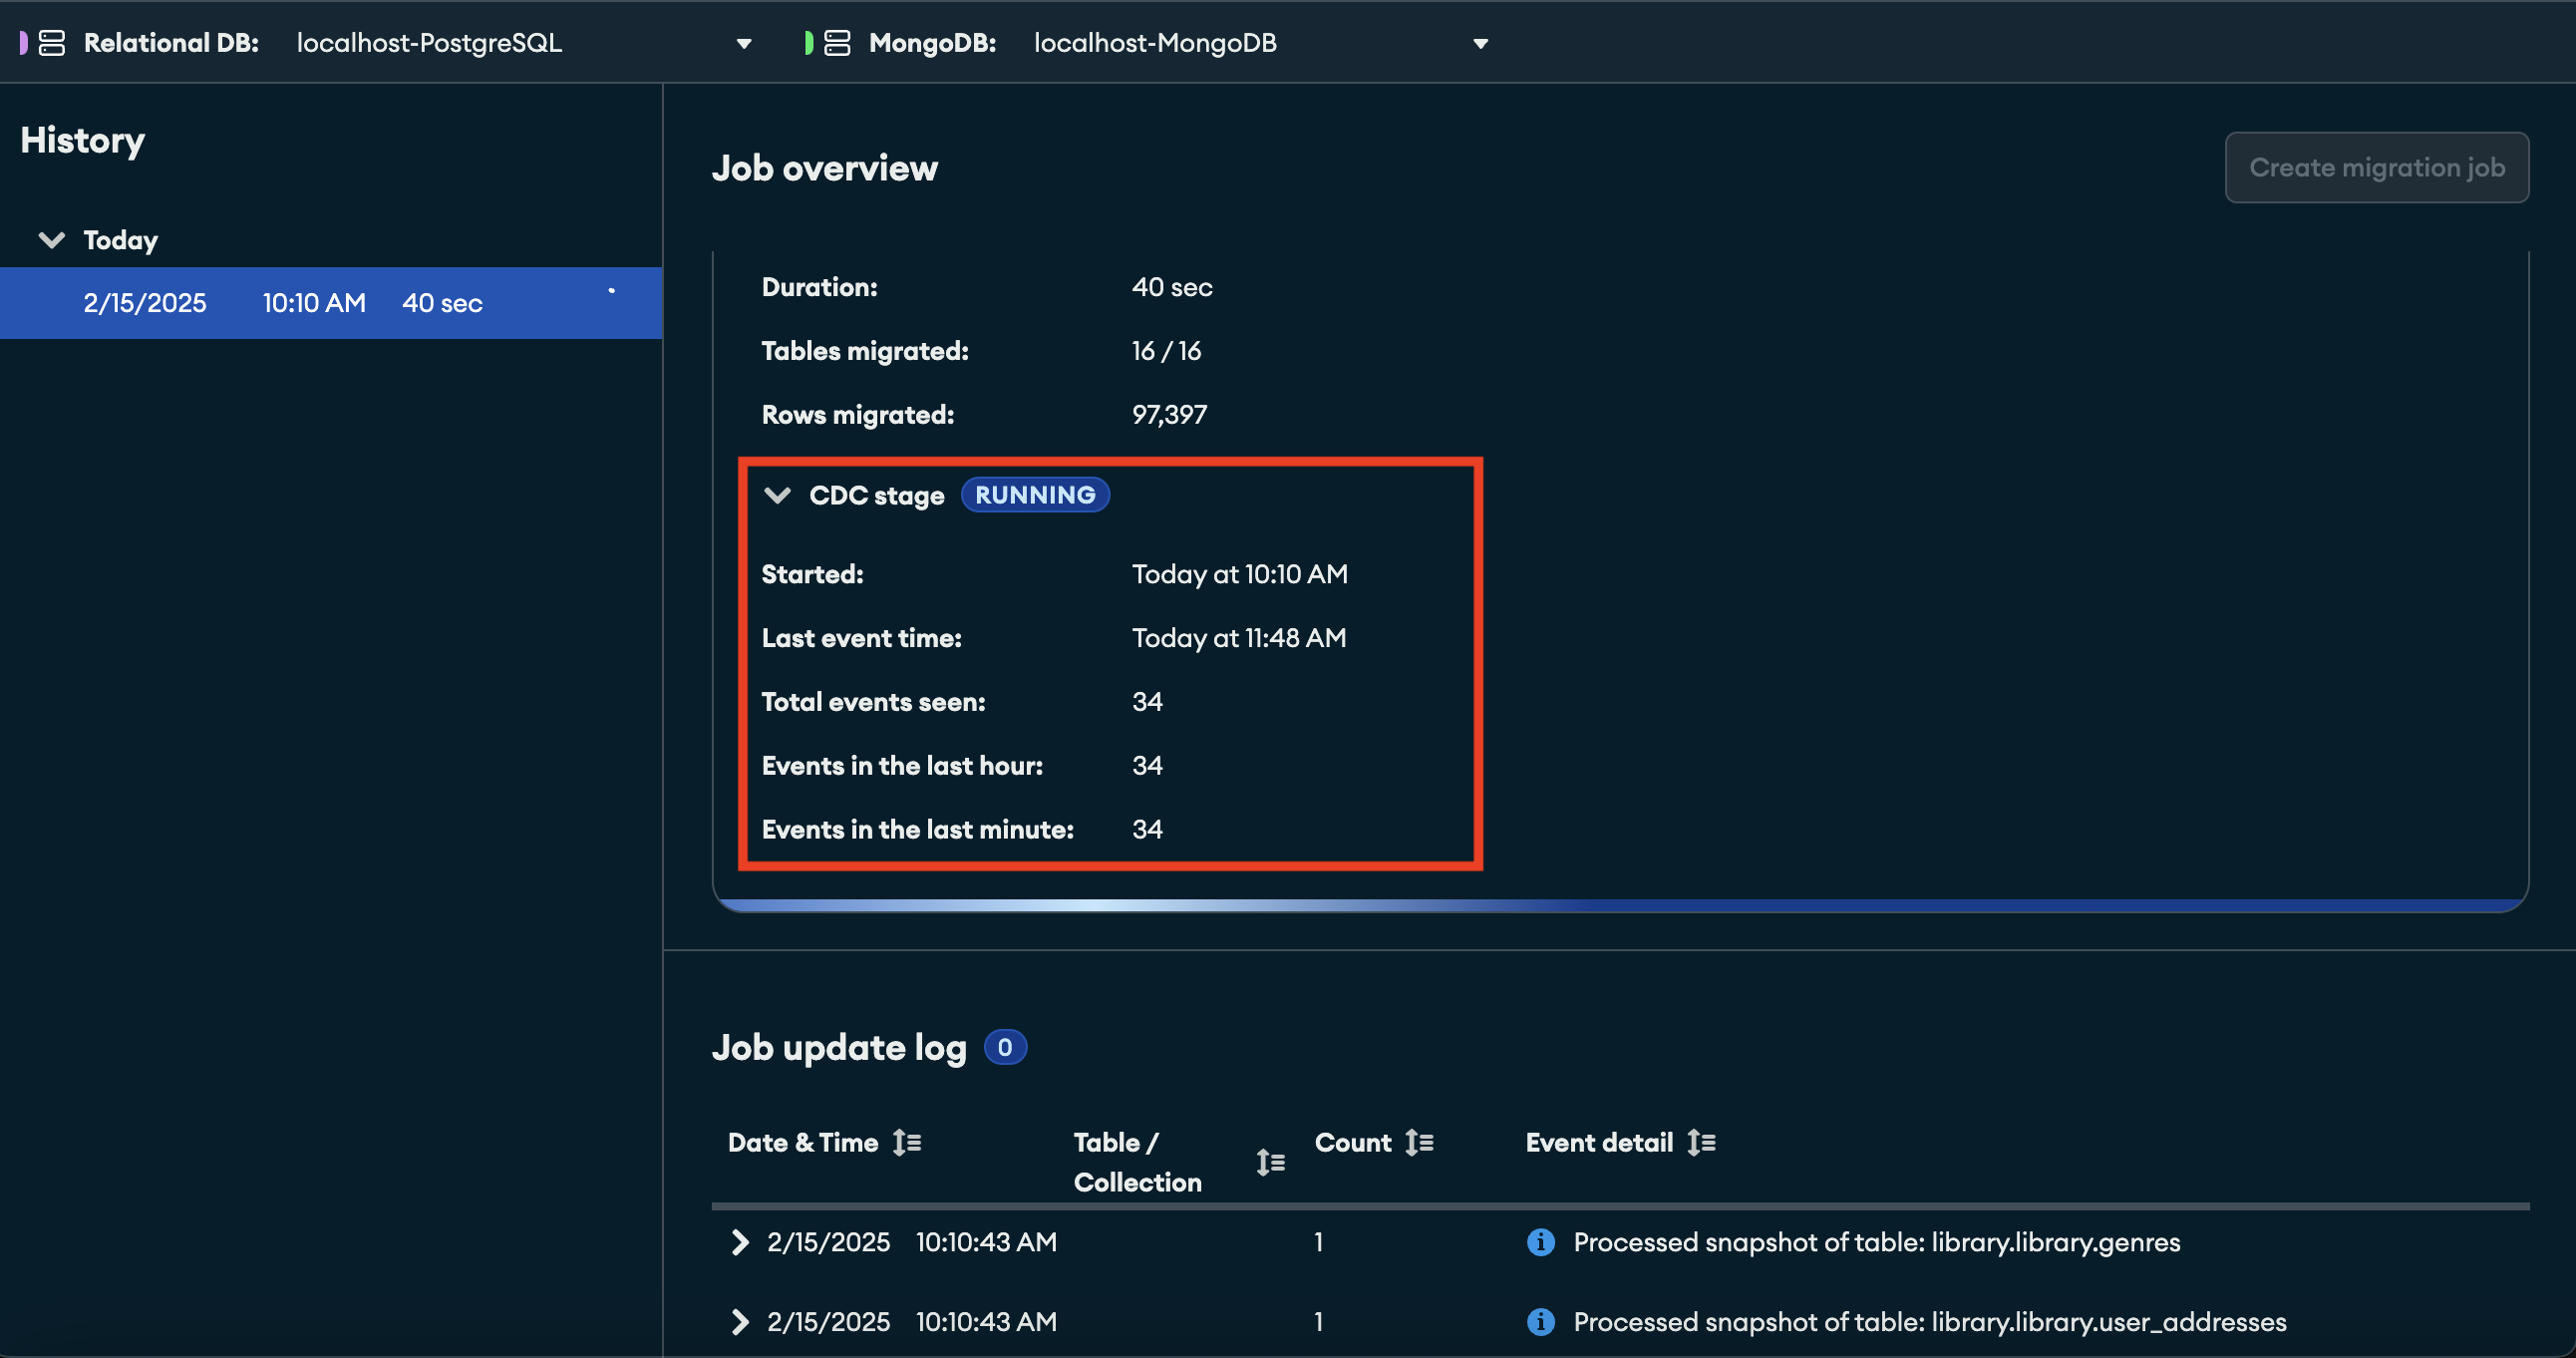 Relational DB: localhost-PostgreSQL MongoDB: localhost-MongoDB
History
Today
2/15/2025 10:10 AM 40 sec
Job overview
Create migration job
Duration: 40 sec
Tables migrated: 16 / 16
Rows migrated: 97,397
CDC stage RUNNING
Started: Today at 10:10 AM
Last event time: Today at 11:48 AM
Total events seen: 34
Events in the last hour: 34
Events in the last minute: 34
Job update log 0
Date & Time Table / Collection Count Event detail
2/15/2025 10:10:43 AM 1 Processed snapshot of table: library.library.genres
2/15/2025 10:10:43 AM 1 Processed snapshot of table: library.library.user_addresses